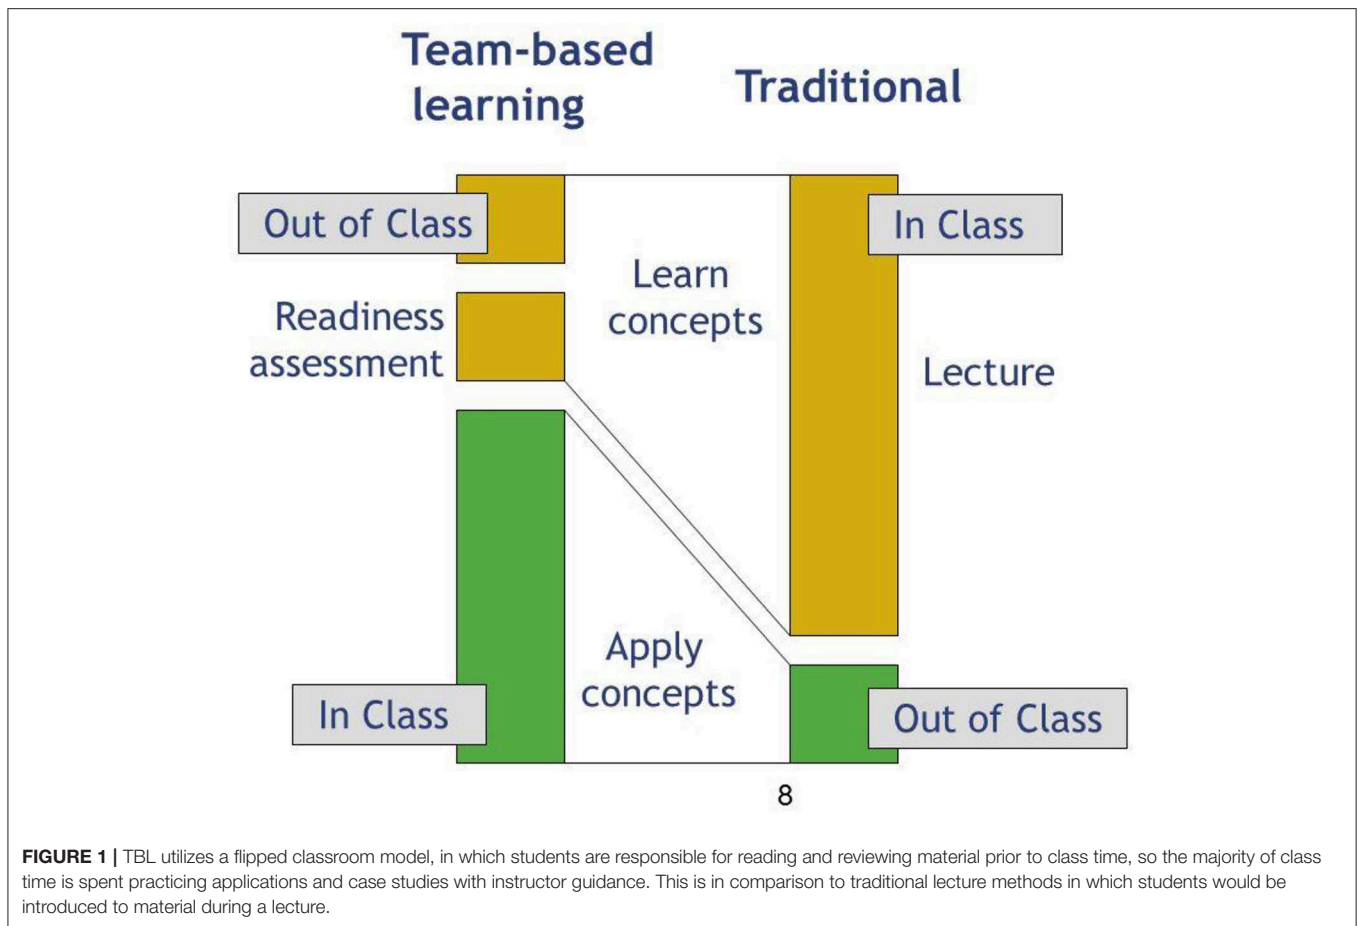 Team-based
learning
Traditional
Out of Class
In Class
Learn
concepts
Readiness
assessment
Lecture
Apply
concepts
In Class
Out of Class
8
FIGURE 1 | TBL utilizes a flipped classroom model, in which students are responsible for reading and reviewing material prior to class time, so the majority of class
time is spent practicing applications and case studies with instructor guidance. This is in comparison to traditional lecture methods in which students would be
introduced to material during a lecture.